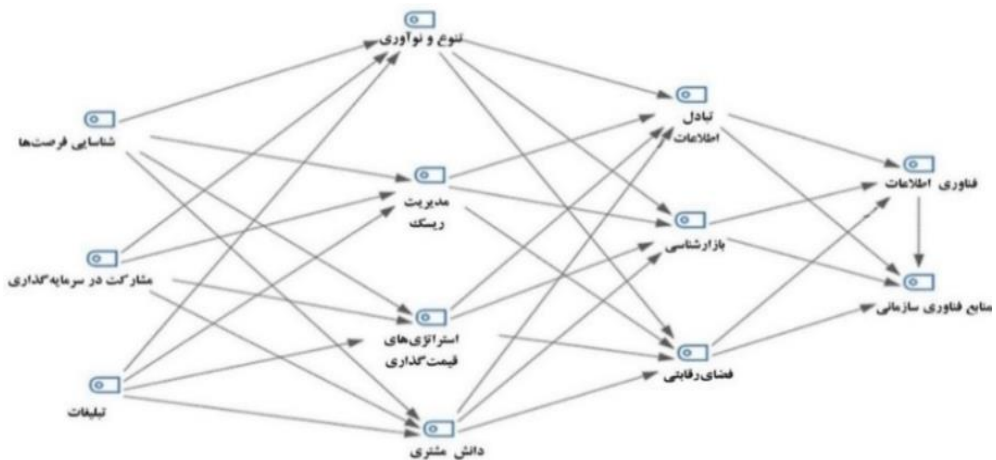 تنوع و نوآوری
تبادل
اطلاعات
شناسایی فرصت‌ها
فناوری اطلاعات
مدیریت
ریسک
بازارشناسی
مشارکت در سرمایه‌گذاری
منابع فناوری سازمانی
استراتژی‌های
قیمت‌گذاری
فضای‌رقابتی
تبلیغات
دانش مشتری